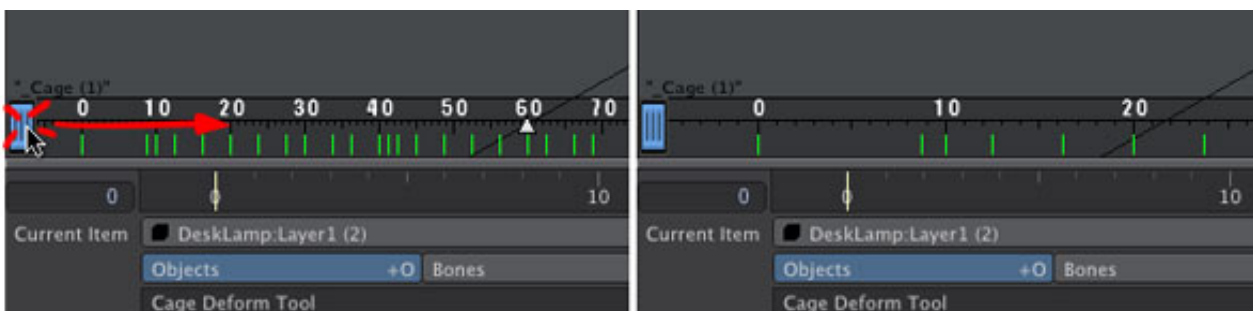 "_Cage (1)"
0 10 20 30 40 50 60 70
0 0 10
Current Item DeskLamp:Layer1 (2)
Objects +O Bones
Cage Deform Tool
"_Cage (1)"
0 10 20
0 0 10
Current Item DeskLamp:Layer1 (2)
Objects +O Bones
Cage Deform Tool